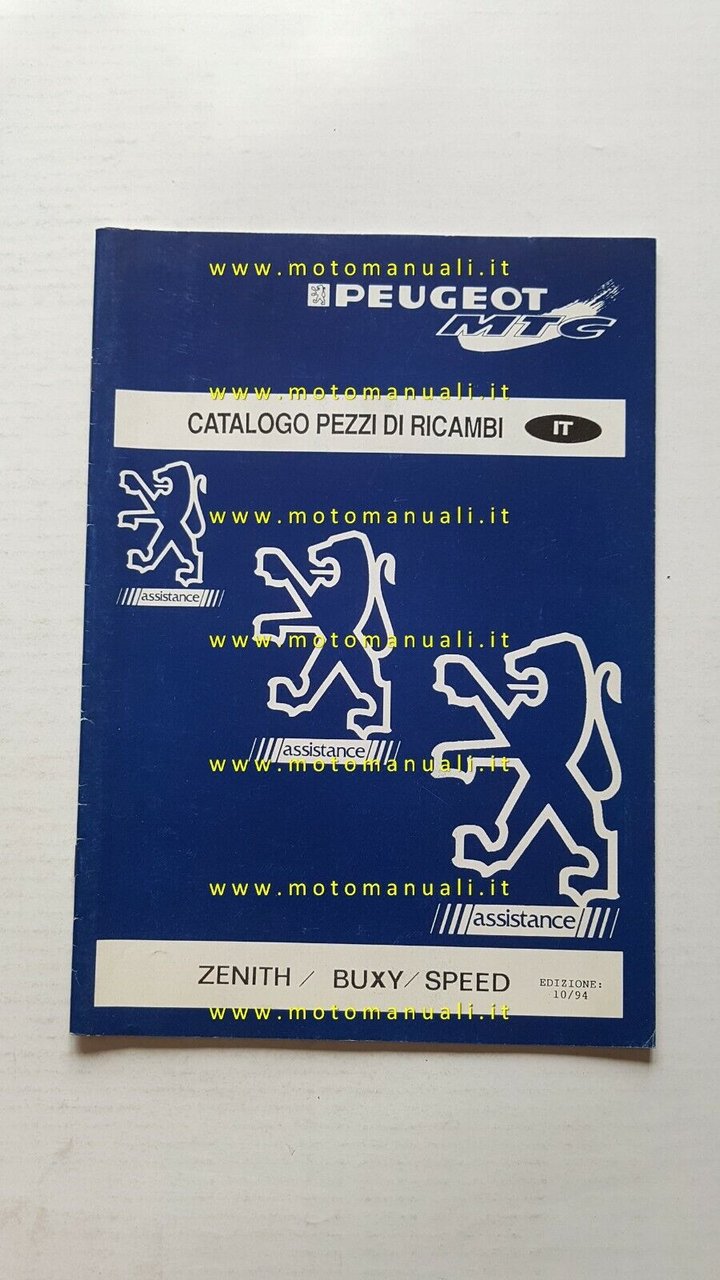 www.motomanuali.it
PEUGEOT
MTC
www.motomanuali.it
CATALOGO PEZZI DI RICAMBI IT
www.motomanuali.it
assistance
www.motomanuali.it
assistance
www.motomanuali.it
www.motomanuali.it
assistance
ZENITH / BUXY / SPEED
EDIZIONE:
10/94
www.motomanuali.it